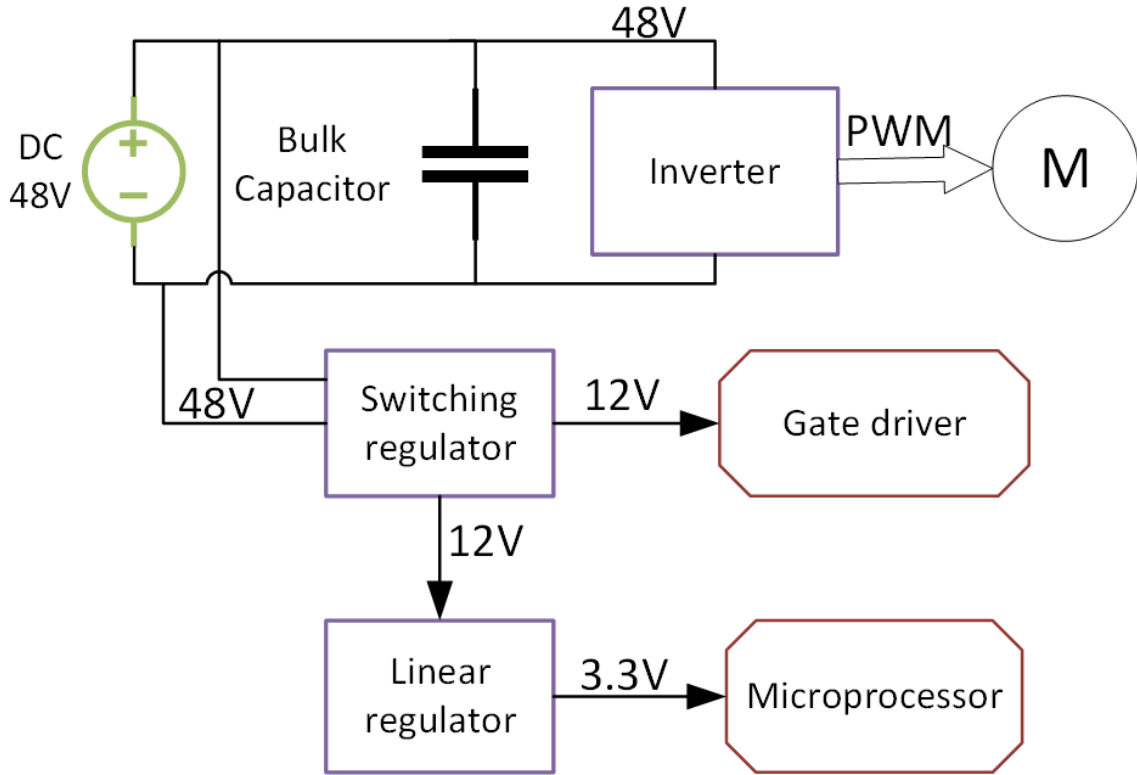 48V
DC
48V
+
−
Bulk
Capacitor
Inverter
PWM
M
48V
Switching
regulator
12V
Gate driver
12V
Linear
regulator
3.3V
Microprocessor